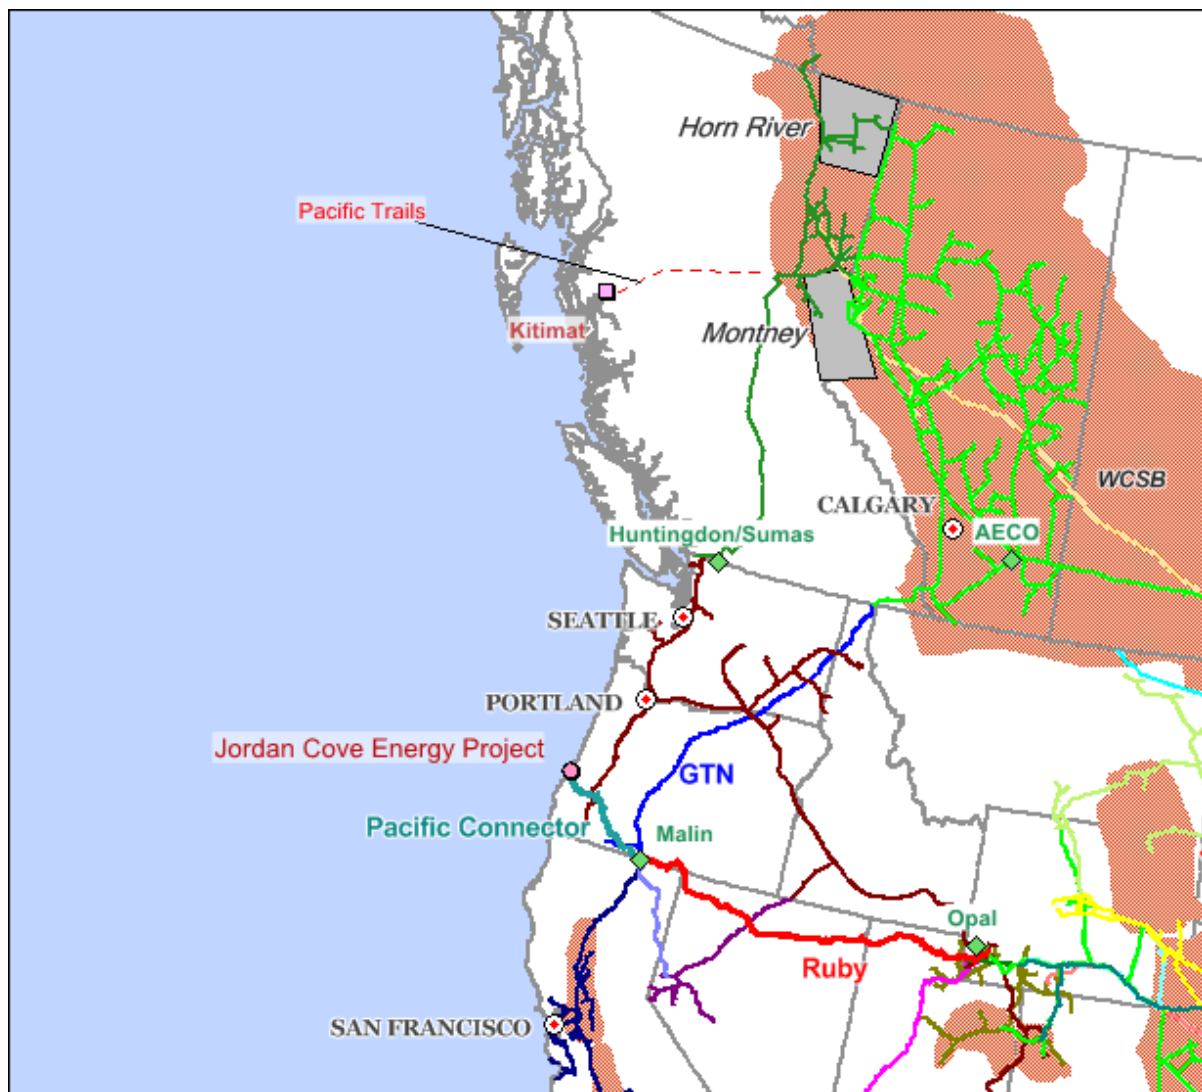 Horn River
Pacific Trails
Kitimat
Montney
WCSB
CALGARY
Huntingdon/Sumas
AECO
SEATTLE
PORTLAND
Jordan Cove Energy Project
GTN
Pacific Connector
Malin
Opal
Ruby
SAN FRANCISCO